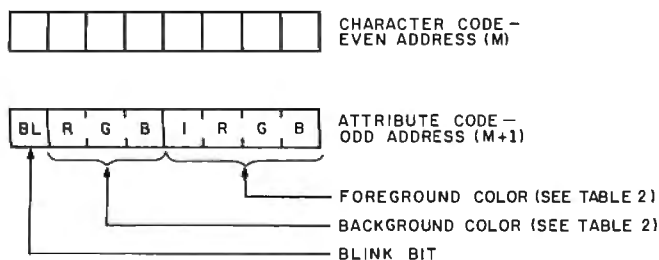 CHARACTER CODE –
EVEN ADDRESS (M)
BL R G B I R G B
ATTRIBUTE CODE –
ODD ADDRESS (M+1)
FOREGROUND COLOR (SEE TABLE 2)
BACKGROUND COLOR (SEE TABLE 2)
BLINK BIT